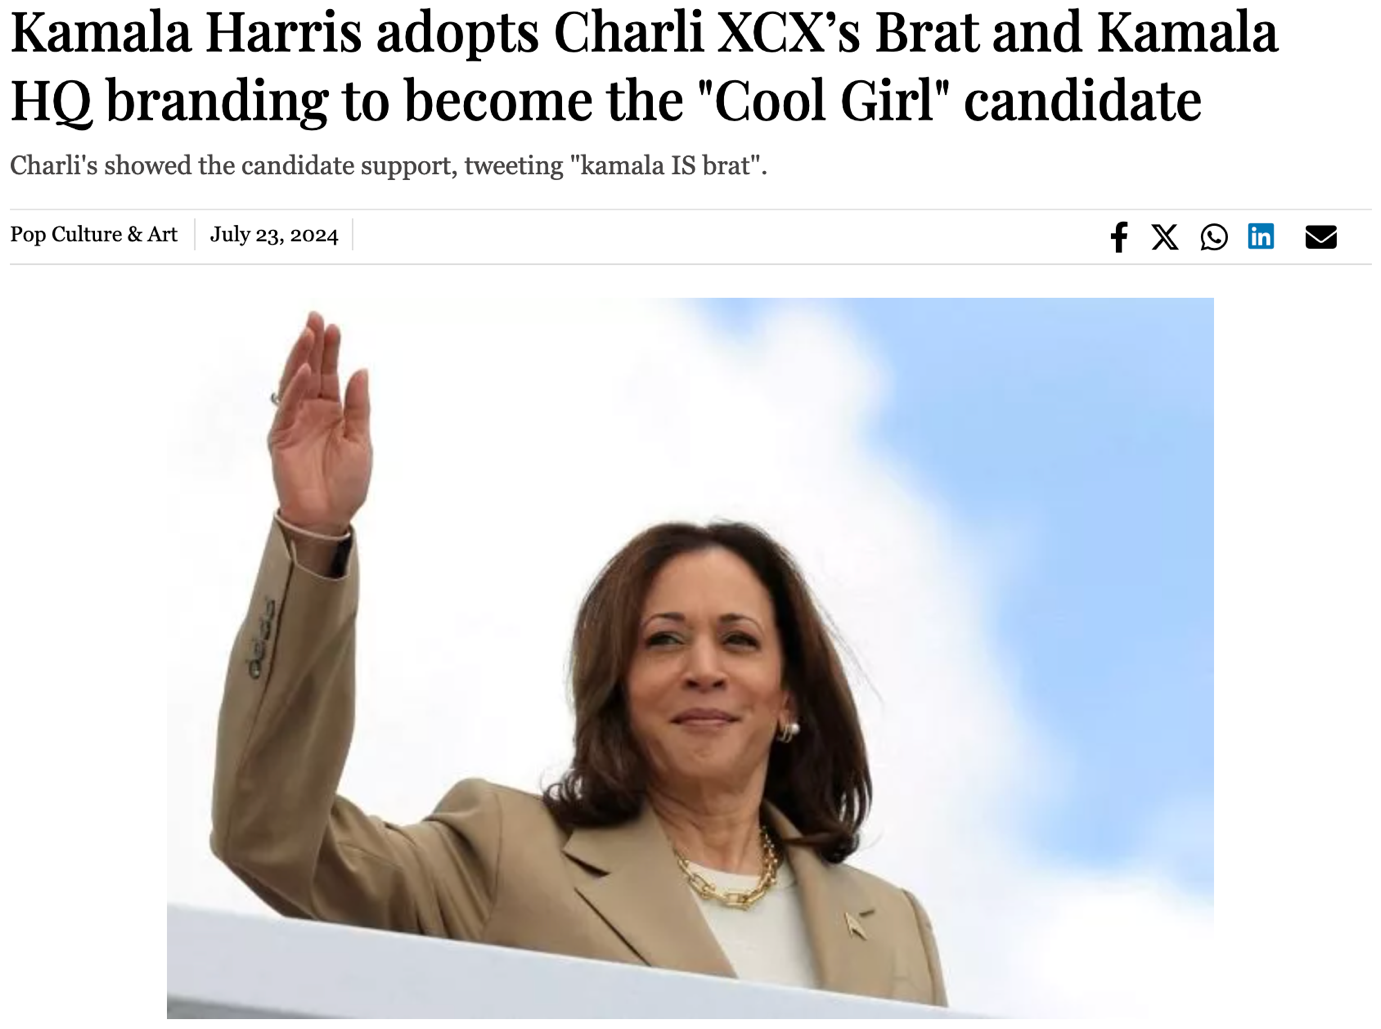 Kamala Harris adopts Charli XCX’s Brat and Kamala
HQ branding to become the "Cool Girl" candidate
Charli's showed the candidate support, tweeting "kamala IS brat".
Pop Culture & Art
July 23, 2024